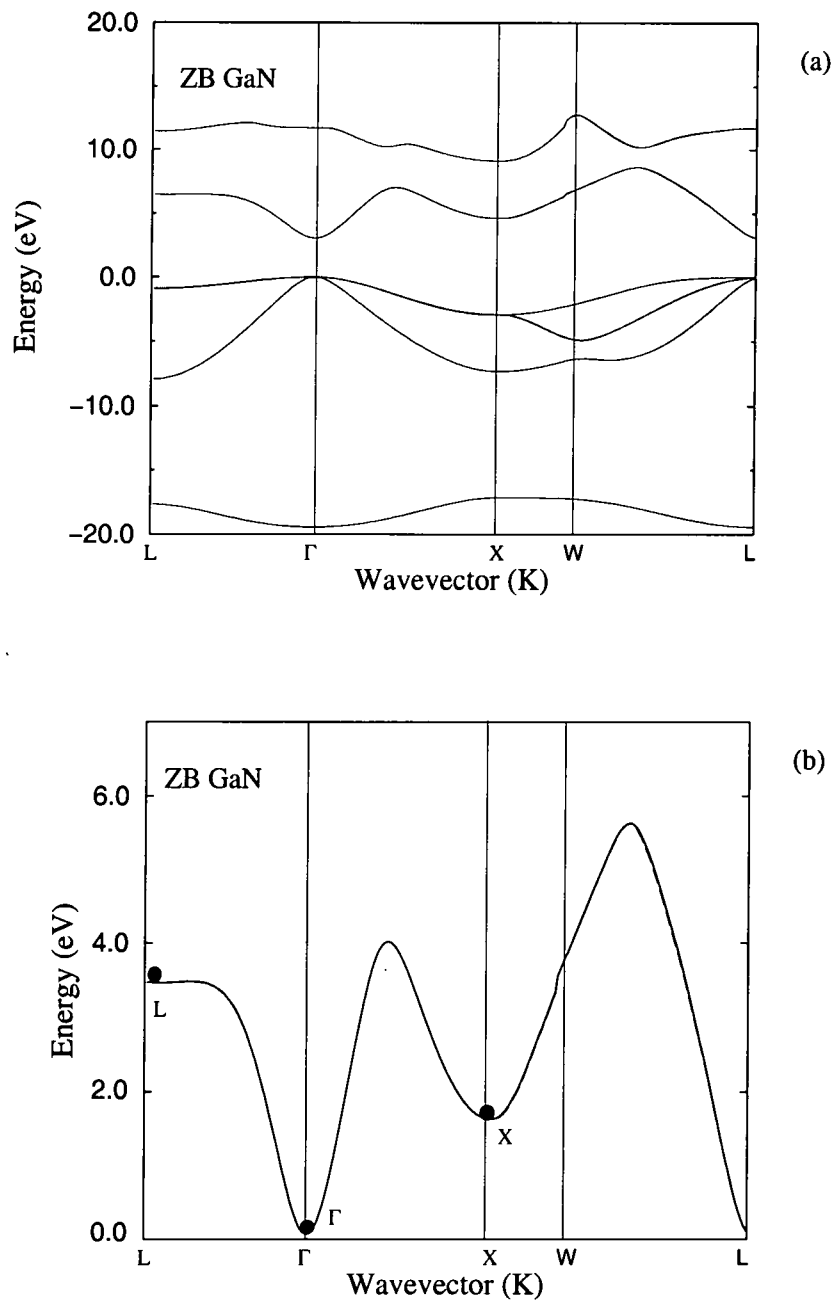 20.0
(a)
ZB GaN
10.0
Energy (eV)
0.0
−10.0
−20.0
L Γ X W L
Wavevector (K)
(b)
ZB GaN
6.0
Energy (eV)
4.0
L
2.0
X
Γ
0.0
L Γ X W L
Wavevector (K)